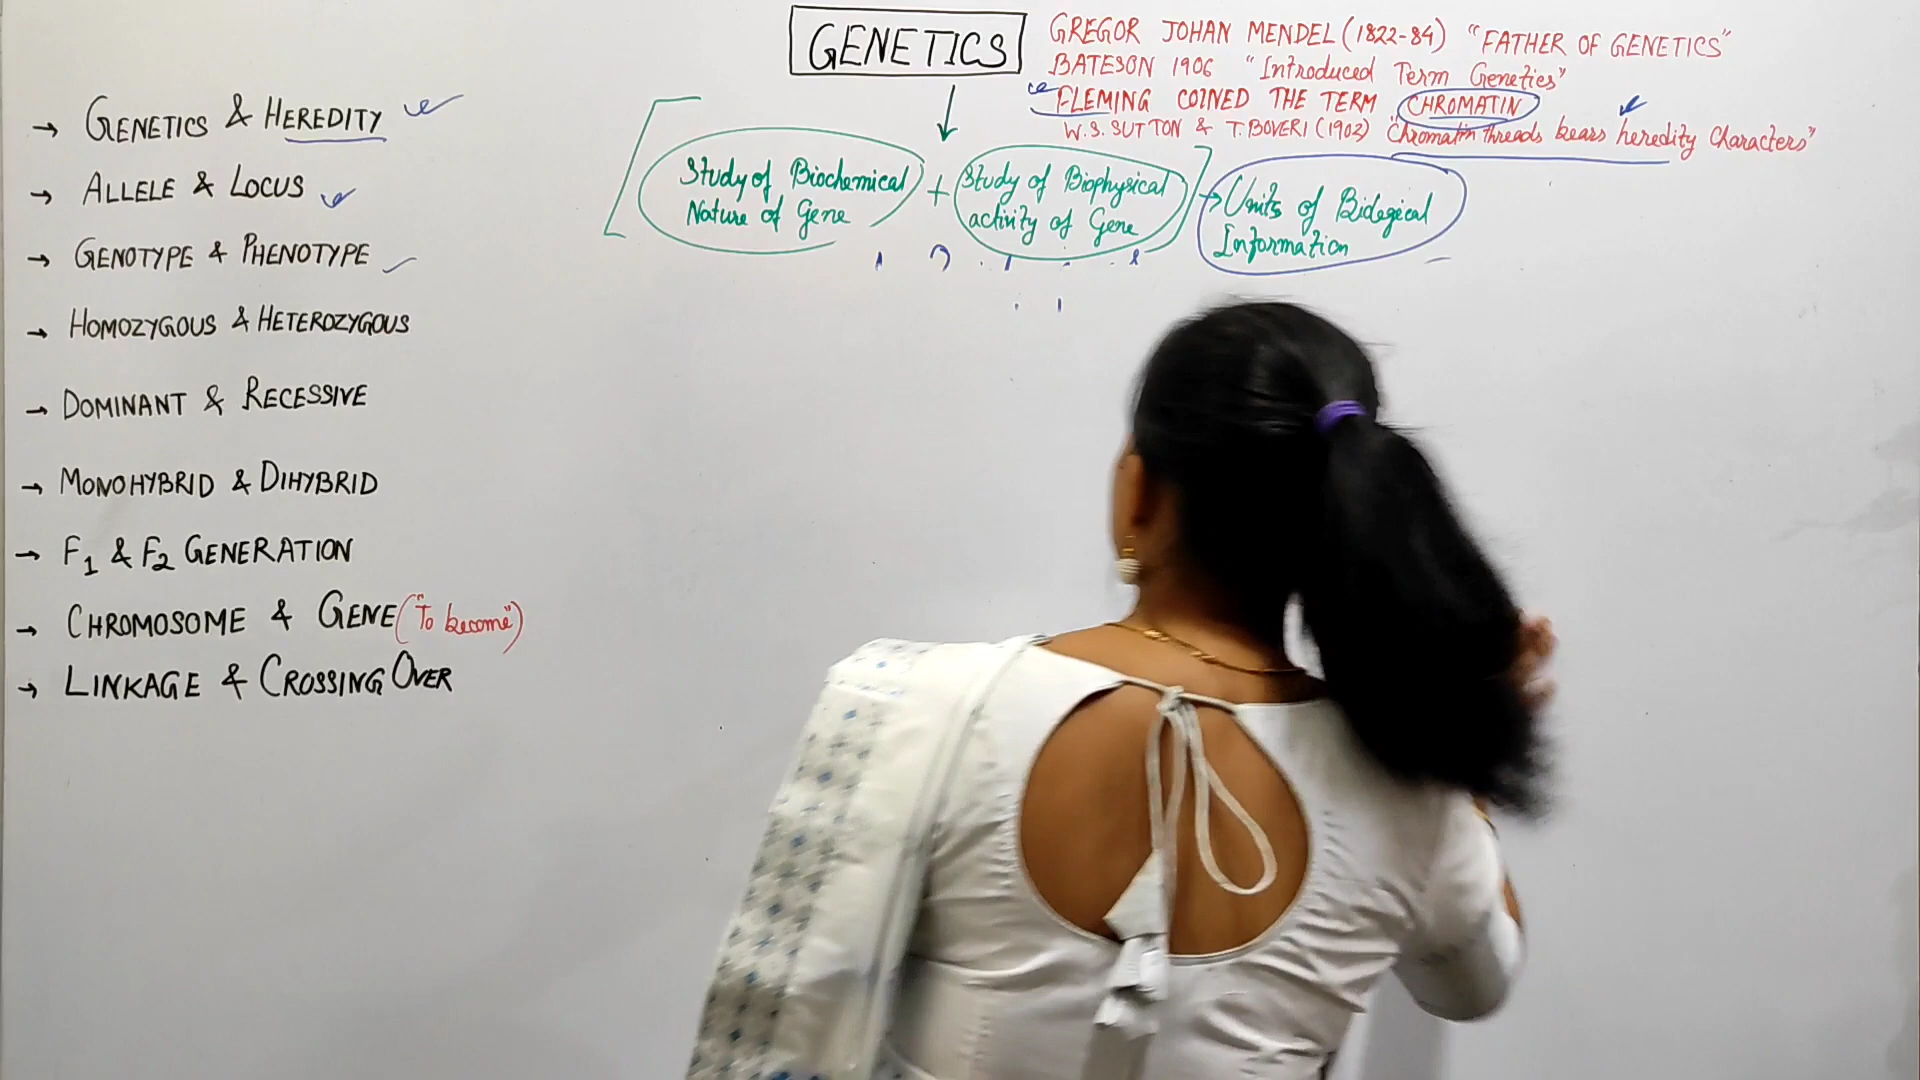 GENETICS
GREGOR JOHAN MENDEL (1822-84) "FATHER OF GENETICS"
BATESON 1906 "Introduced Term Genetics"
FLEMING COINED THE TERM CHROMATIN
W.S. SUTTON & T. BOVERI (1902) "Chromatin threads bears heredity Characters"
Study of Biochemical
Nature of Gene
+
Study of Biophysical
activity of Gene
→ Units of Biological
Information
→ GENETICS & HEREDITY
→ ALLELE & LOCUS
→ GENOTYPE & PHENOTYPE
→ HOMOZYGOUS & HETEROZYGOUS
→ DOMINANT & RECESSIVE
→ MONOHYBRID & DIHYBRID
→ F1 & F2 GENERATION
→ CHROMOSOME & GENE ("To become")
→ LINKAGE & CROSSING OVER